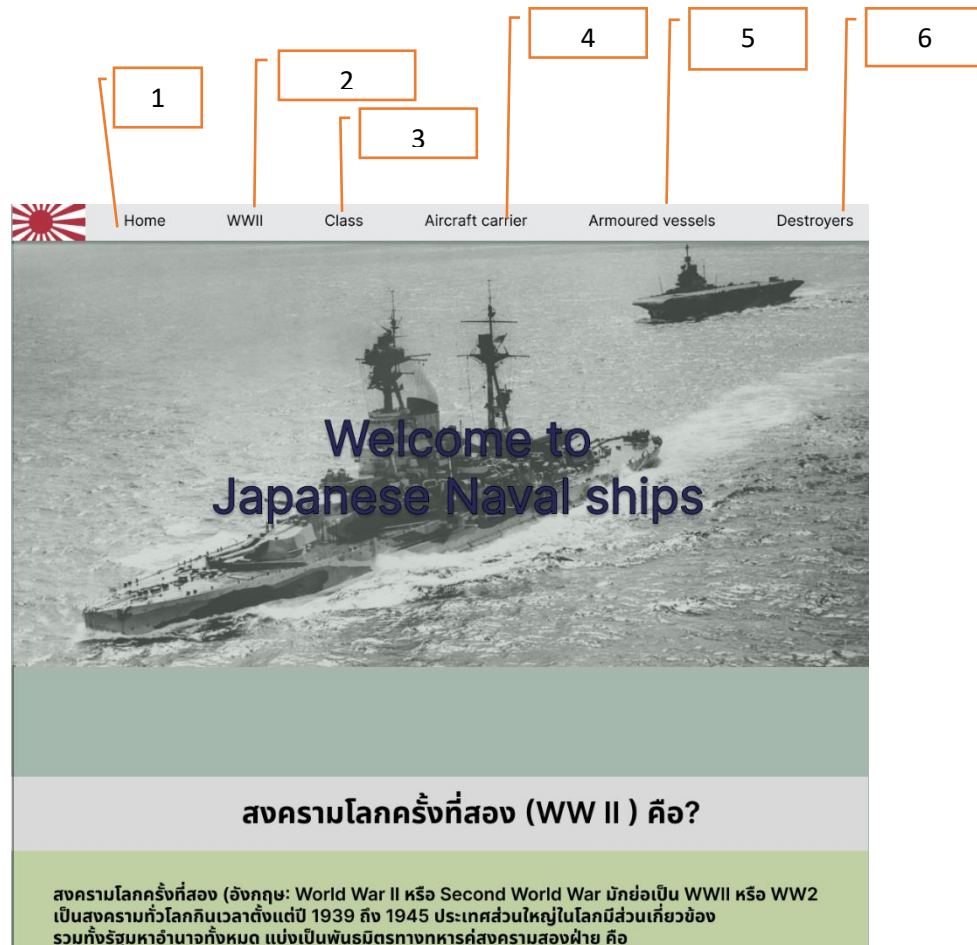 4
5
6
2
1
3
Home WWII Class Aircraft carrier Armoured vessels Destroyers
Welcome to
Japanese Naval ships
สงครามโลกครั้งที่สอง (WW II ) คือ?
สงครามโลกครั้งที่สอง (อังกฤษ: World War II หรือ Second World War มักย่อเป็น WWII หรือ WW2
เป็นสงครามทั่วโลกกินเวลาตั้งแต่ปี 1939 ถึง 1945 ประเทศส่วนใหญ่ในโลกมีส่วนเกี่ยวข้อง
รวมทั้งรัฐมหาอำนาจทั้งหมด แบ่งเป็นพันธมิตรทางทหารคู่สงครามสองฝ่าย คือ